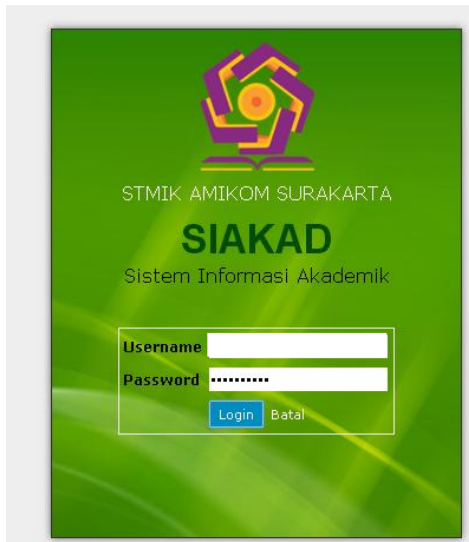 STMIK AMIKOM SURAKARTA
SIAKAD
Sistem Informasi Akademik
Username
Password ••••••••••
Login Batal